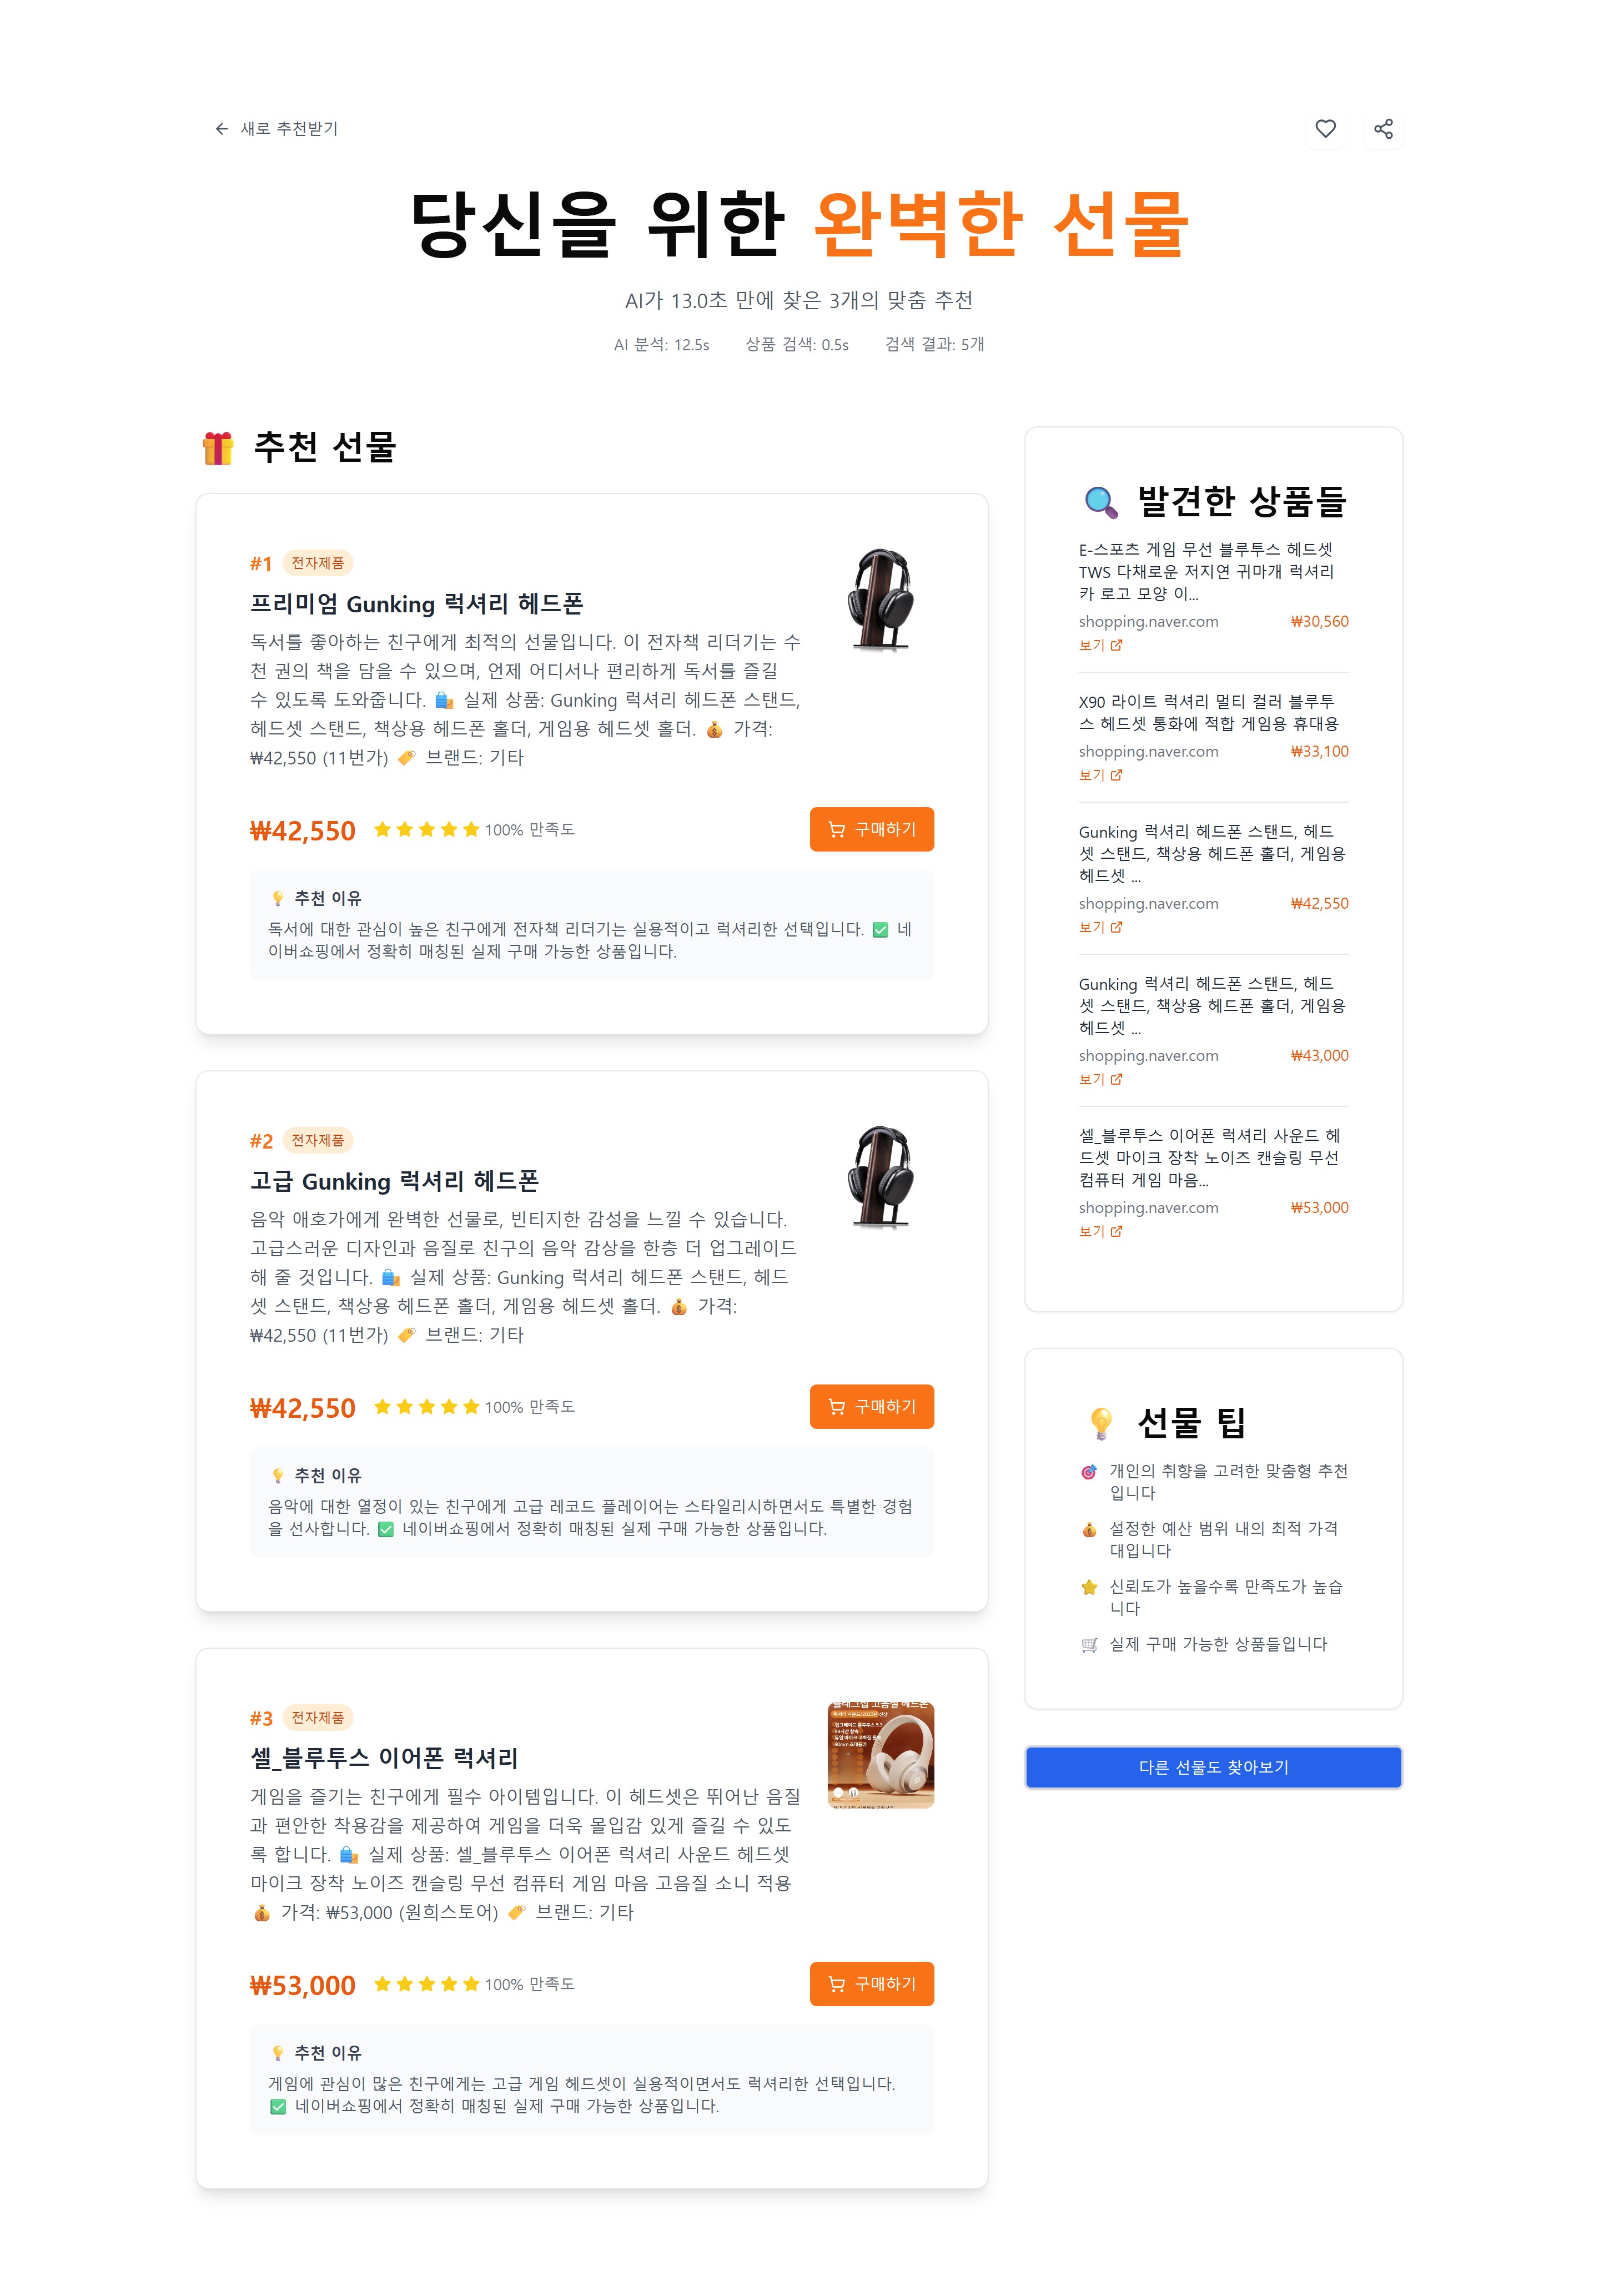 새로 추천받기
당신을 위한 완벽한 선물
AI가 13.0초 만에 찾은 3개의 맞춤 추천
AI 분석: 12.5s 상품 검색: 0.5s 검색 결과: 5개
추천 선물
#1 전자제품
프리미엄 Gunking 럭셔리 헤드폰
독서를 좋아하는 친구에게 최적의 선물입니다. 이 전자책 리더기는 수
천 권의 책을 담을 수 있으며, 언제 어디서나 편리하게 독서를 즐길
수 있도록 도와줍니다. 🛍️ 실제 상품: Gunking 럭셔리 헤드폰 스탠드,
헤드셋 스탠드, 책상용 헤드폰 홀더, 게임용 헤드셋 홀더. 💰 가격:
₩42,550 (11번가) 🏷️ 브랜드: 기타
₩42,550 100% 만족도 구매하기
💡 추천 이유
독서에 대한 관심이 높은 친구에게 전자책 리더기는 실용적이고 럭셔리한 선택입니다. ✅ 네
이버쇼핑에서 정확히 매칭된 실제 구매 가능한 상품입니다.
#2 전자제품
고급 Gunking 럭셔리 헤드폰
음악 애호가에게 완벽한 선물로, 빈티지한 감성을 느낄 수 있습니다.
고급스러운 디자인과 음질로 친구의 음악 감상을 한층 더 업그레이드
해 줄 것입니다. 🛍️ 실제 상품: Gunking 럭셔리 헤드폰 스탠드, 헤드
셋 스탠드, 책상용 헤드폰 홀더, 게임용 헤드셋 홀더. 💰 가격:
₩42,550 (11번가) 🏷️ 브랜드: 기타
₩42,550 100% 만족도 구매하기
💡 추천 이유
음악에 대한 열정이 있는 친구에게 고급 레코드 플레이어는 스타일리시하면서도 특별한 경험
을 선사합니다. ✅ 네이버쇼핑에서 정확히 매칭된 실제 구매 가능한 상품입니다.
#3 전자제품
셀_블루투스 이어폰 럭셔리
게임을 즐기는 친구에게 필수 아이템입니다. 이 헤드셋은 뛰어난 음질
과 편안한 착용감을 제공하여 게임을 더욱 몰입감 있게 즐길 수 있도
록 합니다. 🛍️ 실제 상품: 셀_블루투스 이어폰 럭셔리 사운드 헤드셋
마이크 장착 노이즈 캔슬링 무선 컴퓨터 게임 마음 고음질 소니 적용
💰 가격: ₩53,000 (원희스토어) 🏷️ 브랜드: 기타
₩53,000 100% 만족도 구매하기
💡 추천 이유
게임에 관심이 많은 친구에게는 고급 게임 헤드셋이 실용적이면서도 럭셔리한 선택입니다.
✅ 네이버쇼핑에서 정확히 매칭된 실제 구매 가능한 상품입니다.
🔍 발견한 상품들
E-스포츠 게임 무선 블루투스 헤드셋
TWS 다채로운 저지연 귀마개 럭셔리
카 로고 모양 이...
shopping.naver.com ₩30,560
보기
X90 라이트 럭셔리 멀티 컬러 블루투
스 헤드셋 통화에 적합 게임용 휴대용
shopping.naver.com ₩33,100
보기
Gunking 럭셔리 헤드폰 스탠드, 헤드
셋 스탠드, 책상용 헤드폰 홀더, 게임용
헤드셋 ...
shopping.naver.com ₩42,550
보기
Gunking 럭셔리 헤드폰 스탠드, 헤드
셋 스탠드, 책상용 헤드폰 홀더, 게임용
헤드셋 ...
shopping.naver.com ₩43,000
보기
셀_블루투스 이어폰 럭셔리 사운드 헤
드셋 마이크 장착 노이즈 캔슬링 무선
컴퓨터 게임 마음...
shopping.naver.com ₩53,000
보기
💡 선물 팁
🎯 개인의 취향을 고려한 맞춤형 추천
입니다
💰 설정한 예산 범위 내의 최적 가격
대입니다
⭐ 신뢰도가 높을수록 만족도가 높습
니다
🛒 실제 구매 가능한 상품들입니다
다른 선물도 찾아보기